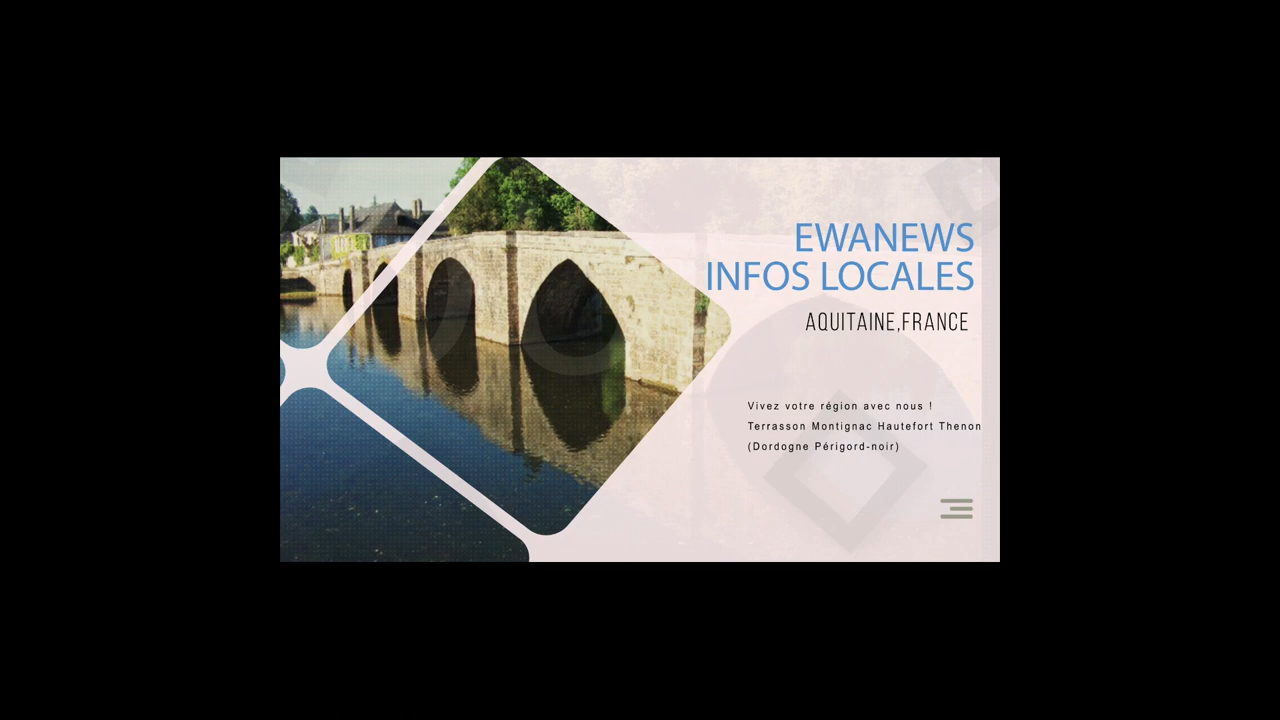 EWANEWS
INFOS LOCALES
AQUITAINE,FRANCE
Vivez votre région avec nous !
Terrasson Montignac Hautefort Thenon
(Dordogne Périgord-noir)